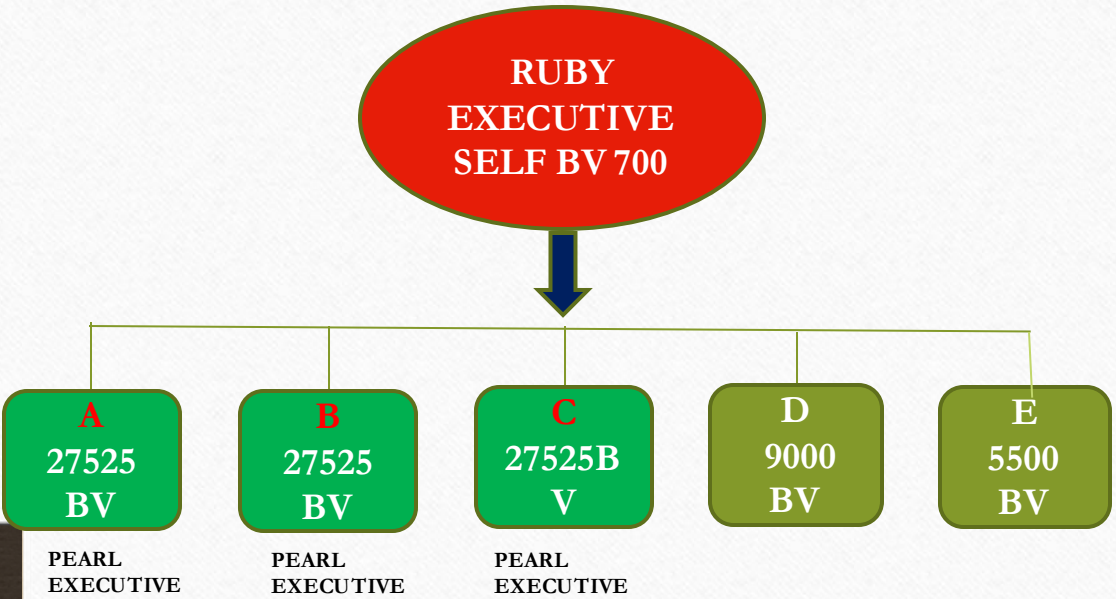 RUBY
EXECUTIVE
SELF BV 700
A
27525
BV
B
27525
BV
C
27525B
V
D
9000
BV
E
5500
BV
PEARL
EXECUTIVE
PEARL
EXECUTIVE
PEARL
EXECUTIVE